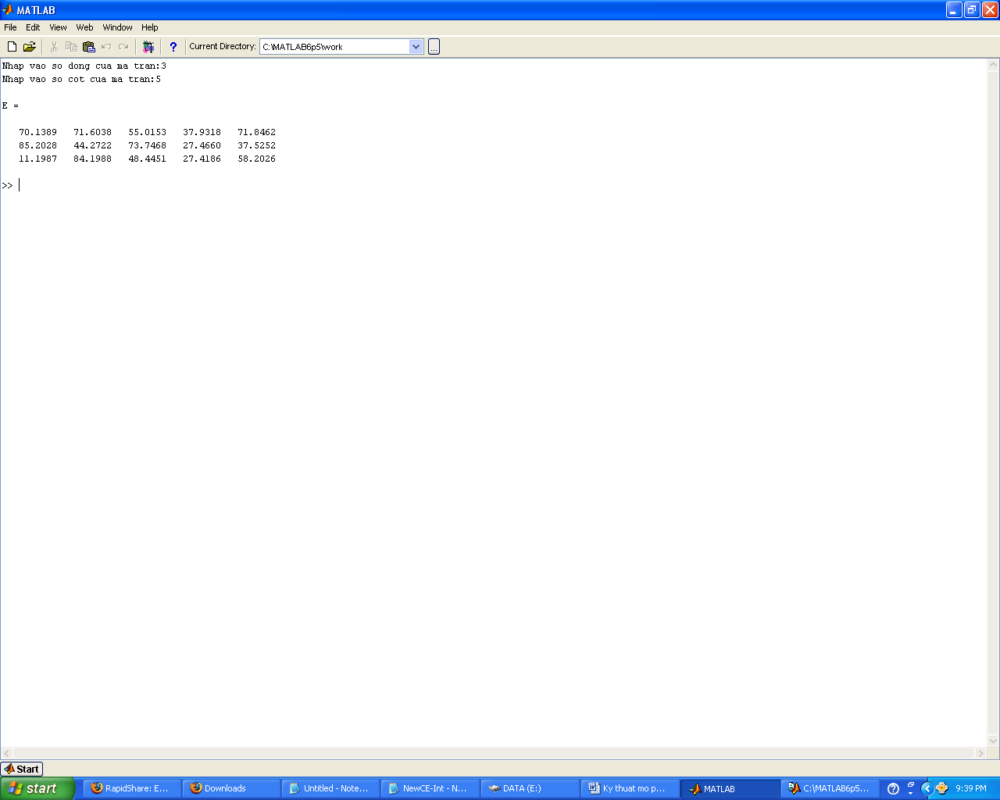 MATLAB
File Edit View Web Window Help
? Current Directory: C:\MATLAB6p5\work ...
Nhap vao so dong cua ma tran:3
Nhap vao so cot cua ma tran:5
E =
70.1389 71.6038 55.0153 37.9318 71.8462
85.2028 44.2722 73.7468 27.4660 37.5252
11.1987 84.1988 48.4451 27.4186 58.2026
>>
Start
start RapidShare: E... Downloads Untitled - Note... NewCE-Int - N... DATA (E:) Ky thuat mo p... MATLAB C:\MATLAB6p5... ? 9:39 PM